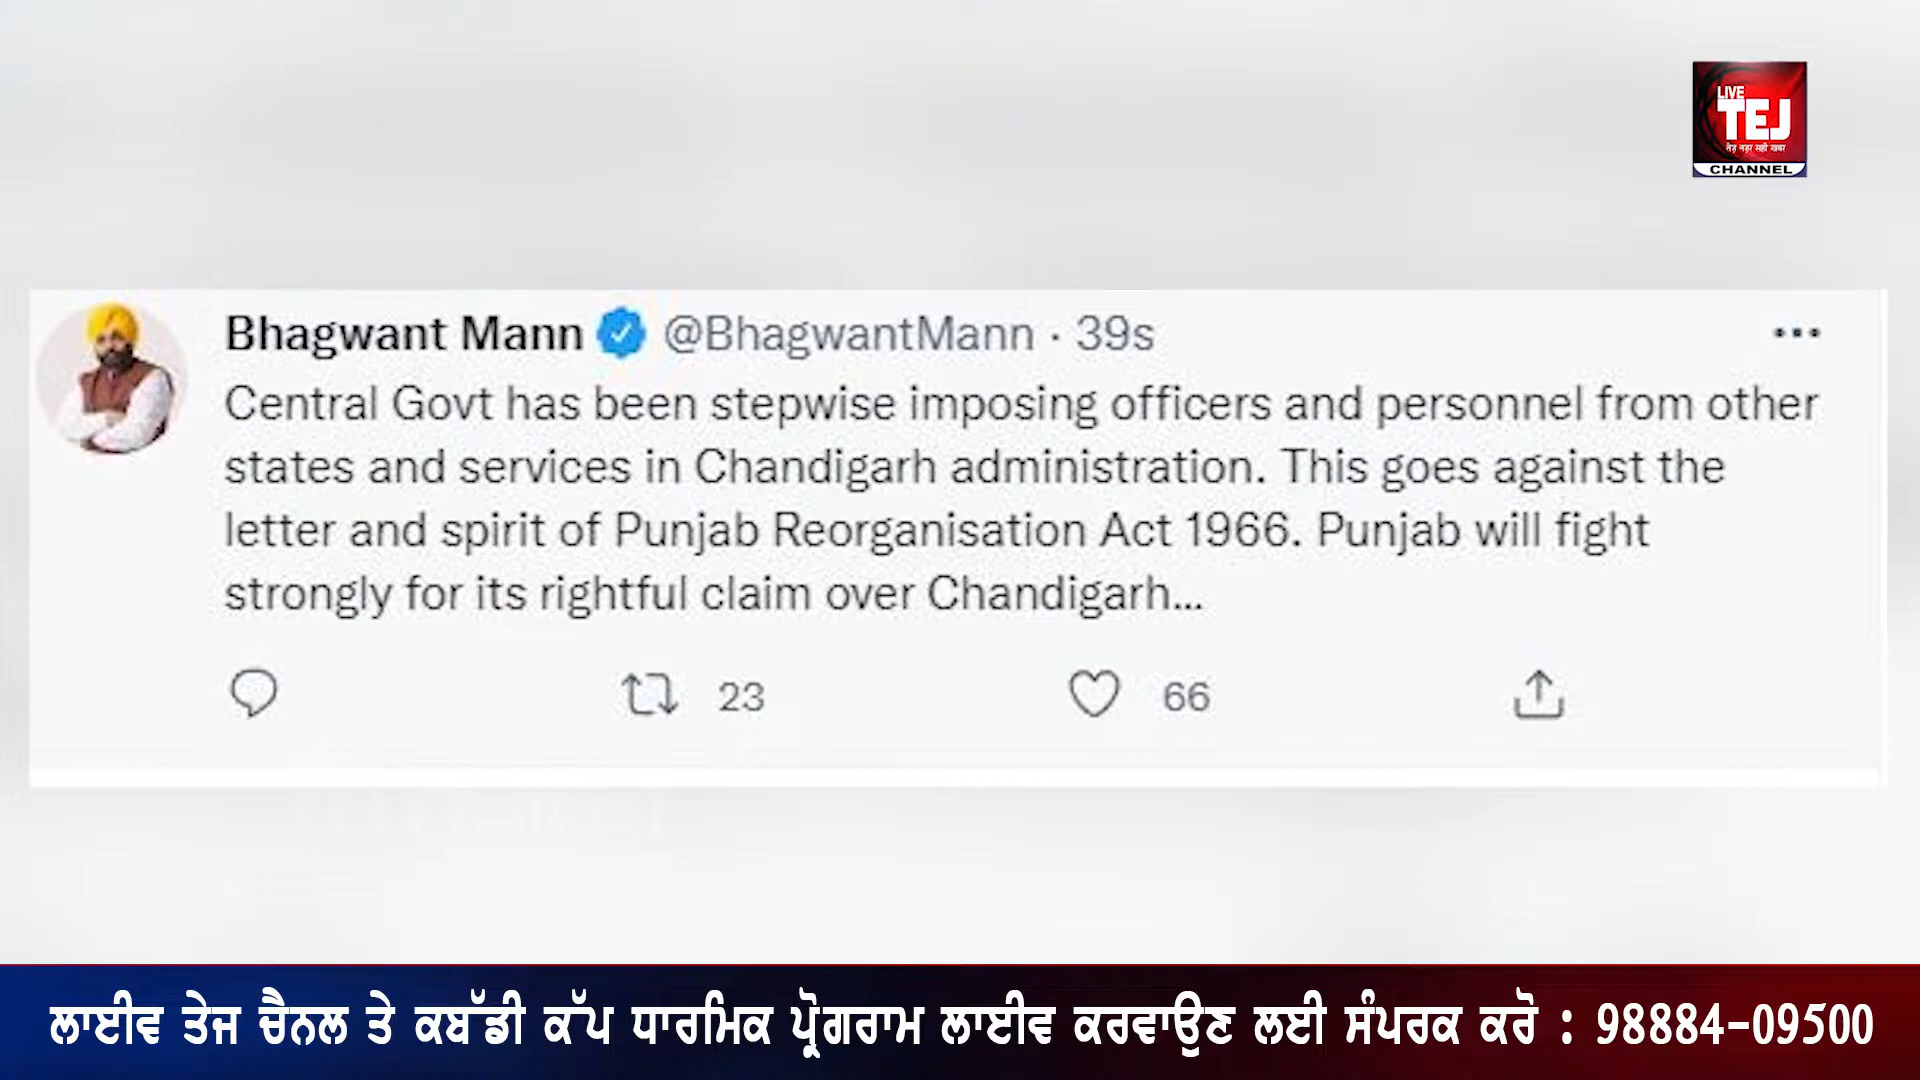 LIVE
TEJ
CHANNEL
Bhagwant Mann @BhagwantMann · 39s
Central Govt has been stepwise imposing officers and personnel from other
states and services in Chandigarh administration. This goes against the
letter and spirit of Punjab Reorganisation Act 1966. Punjab will fight
strongly for its rightful claim over Chandigarh...
23 66
ਲਾਈਵ ਤੇਜ ਚੈਨਲ ਤੇ ਕਬੱਡੀ ਕੱਪ ਧਾਰਮਿਕ ਪ੍ਰੋਗਰਾਮ ਲਾਈਵ ਕਰਵਾਉਣ ਲਈ ਸੰਪਰਕ ਕਰੋ : 98884-09500